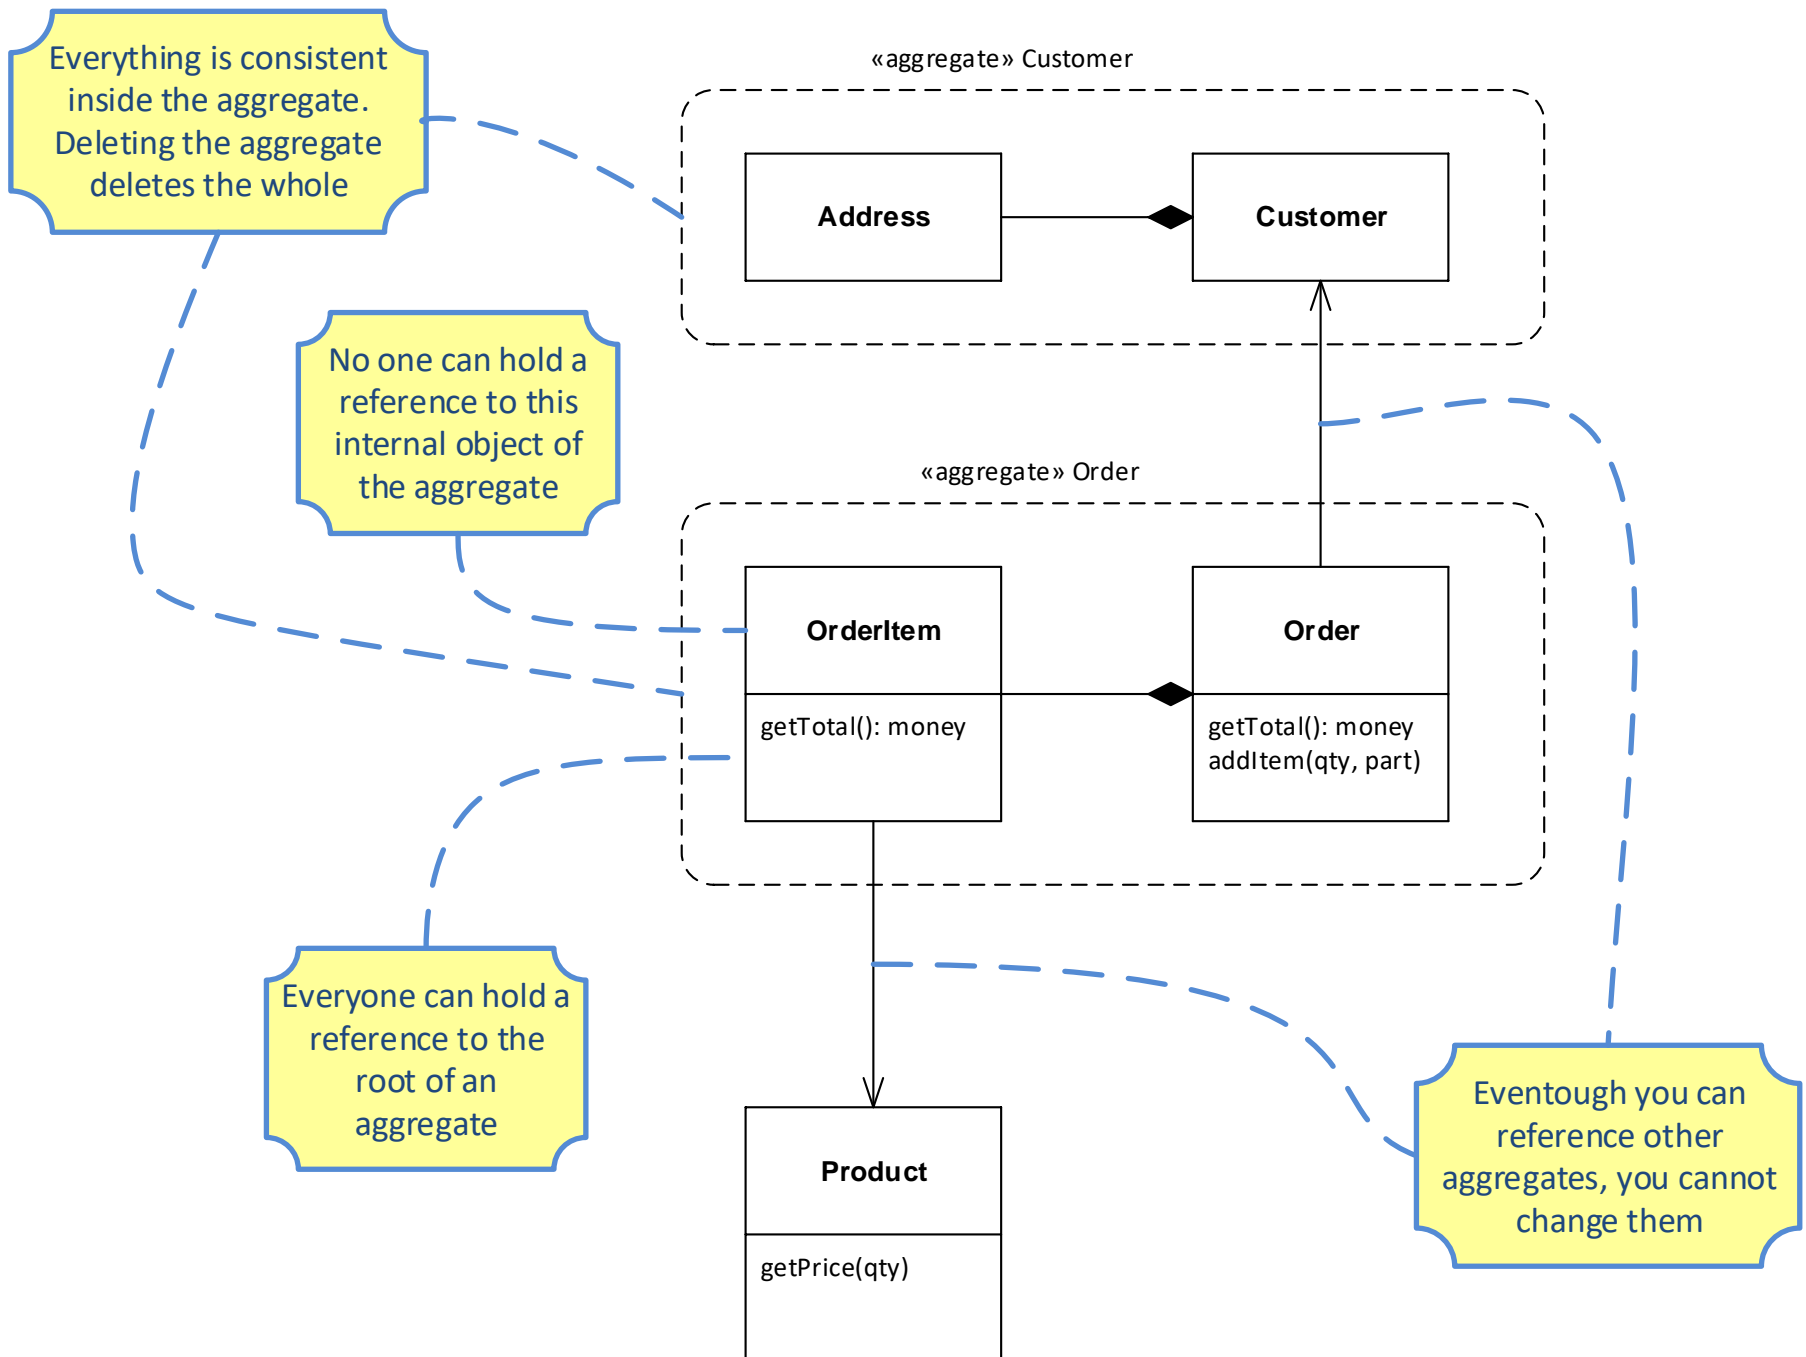 Everything is consistent
inside the aggregate.
Deleting the aggregate
deletes the whole
«aggregate» Customer
Address
Customer
No one can hold a
reference to this
internal object of
the aggregate
«aggregate» Order
OrderItem
Order
getTotal(): money
getTotal(): money
addItem(qty, part)
Everyone can hold a
reference to the
root of an
aggregate
Eventough you can
reference other
aggregates, you cannot
change them
Product
getPrice(qty)